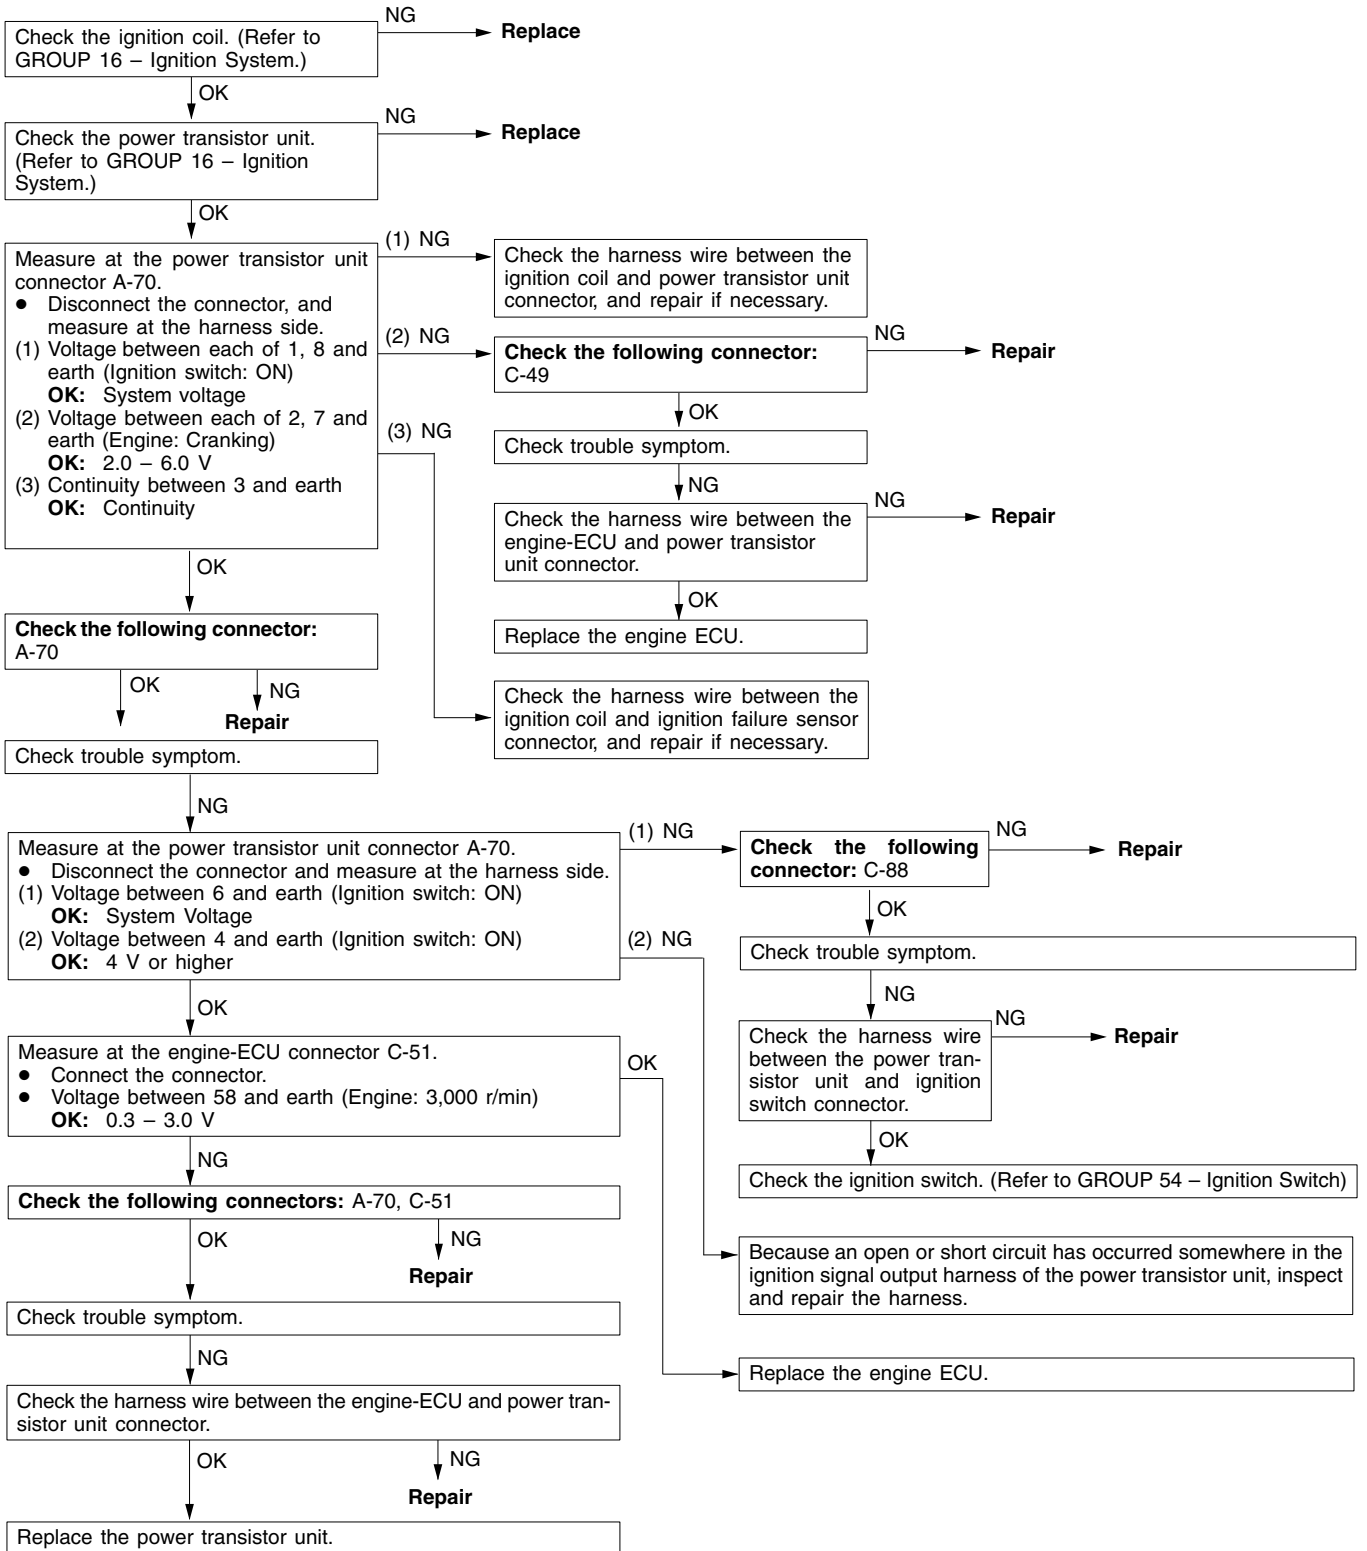 Check the ignition coil. (Refer to
GROUP 16 – Ignition System.)
NG
Replace
OK
Check the power transistor unit.
(Refer to GROUP 16 – Ignition
System.)
NG
Replace
OK
Measure at the power transistor unit
connector A-70.
● Disconnect the connector, and
measure at the harness side.
(1) Voltage between each of 1, 8 and
earth (Ignition switch: ON)
OK: System voltage
(2) Voltage between each of 2, 7 and
earth (Engine: Cranking)
OK: 2.0 – 6.0 V
(3) Continuity between 3 and earth
OK: Continuity
(1) NG
Check the harness wire between the
ignition coil and power transistor unit
connector, and repair if necessary.
(2) NG
Check the following connector:
C-49
NG
Repair
OK
Check trouble symptom.
NG
Check the harness wire between the
engine-ECU and power transistor
unit connector.
NG
Repair
OK
Replace the engine ECU.
(3) NG
Check the harness wire between the
ignition coil and ignition failure sensor
connector, and repair if necessary.
OK
Check the following connector:
A-70
OK
NG
Repair
Check trouble symptom.
NG
Measure at the power transistor unit connector A-70.
● Disconnect the connector and measure at the harness side.
(1) Voltage between 6 and earth (Ignition switch: ON)
OK: System Voltage
(2) Voltage between 4 and earth (Ignition switch: ON)
OK: 4 V or higher
(1) NG
Check the following
connector: C-88
NG
Repair
OK
Check trouble symptom.
NG
Check the harness wire
between the power tran-
sistor unit and ignition
switch connector.
NG
Repair
OK
Check the ignition switch. (Refer to GROUP 54 – Ignition Switch)
(2) NG
Because an open or short circuit has occurred somewhere in the
ignition signal output harness of the power transistor unit, inspect
and repair the harness.
OK
Measure at the engine-ECU connector C-51.
● Connect the connector.
● Voltage between 58 and earth (Engine: 3,000 r/min)
OK: 0.3 – 3.0 V
OK
Replace the engine ECU.
NG
Check the following connectors: A-70, C-51
OK
NG
Repair
Check trouble symptom.
NG
Check the harness wire between the engine-ECU and power tran-
sistor unit connector.
OK
NG
Repair
Replace the power transistor unit.